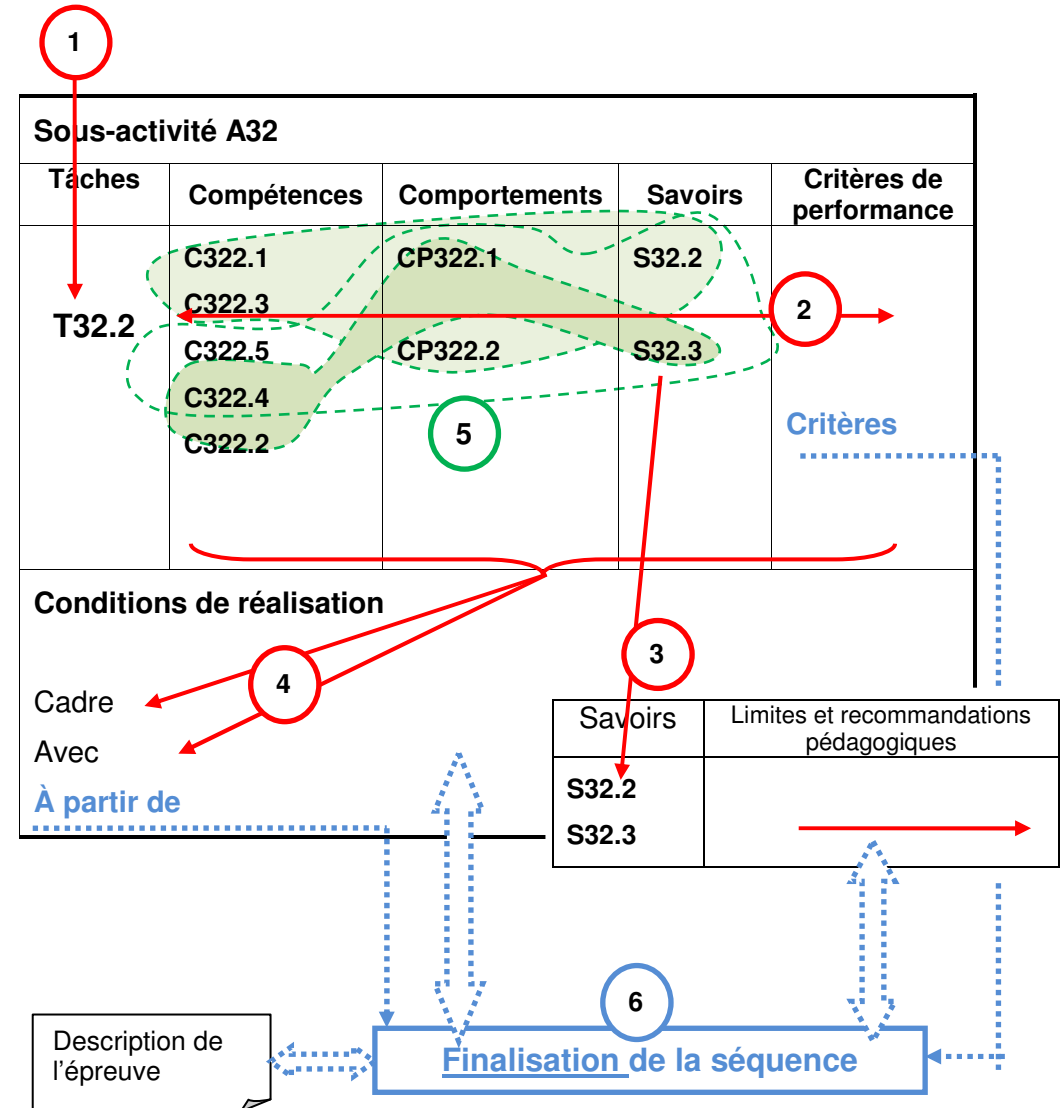 1
Sous-activité A32
Tâches
Compétences
Comportements
Savoirs
Critères de
performance
T32.2
C322.1
C322.3
C322.5
C322.4
C322.2
CP322.1
CP322.2
S32.2
S32.3
2
5
Critères
Conditions de réalisation
4
3
Cadre
Avec
À partir de
Savoirs
Limites et recommandations
pédagogiques
S32.2
S32.3
6
Description de
l'épreuve
Finalisation de la séquence